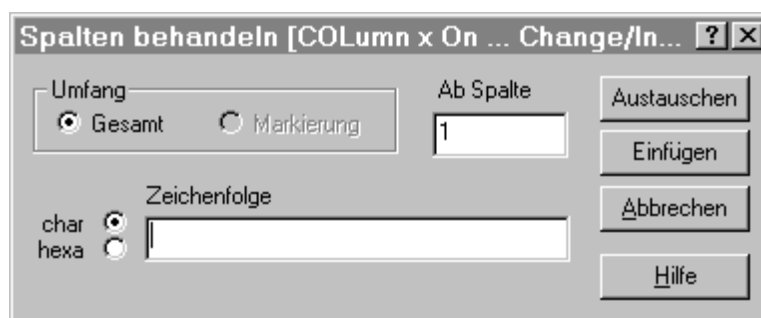 Spalten behandeln [COLumn x On ... Change/In... ? ×
Umfang
Gesamt Markierung
Ab Spalte
1
Austauschen
Einfügen
Abbrechen
Hilfe
Zeichenfolge
char
hexa